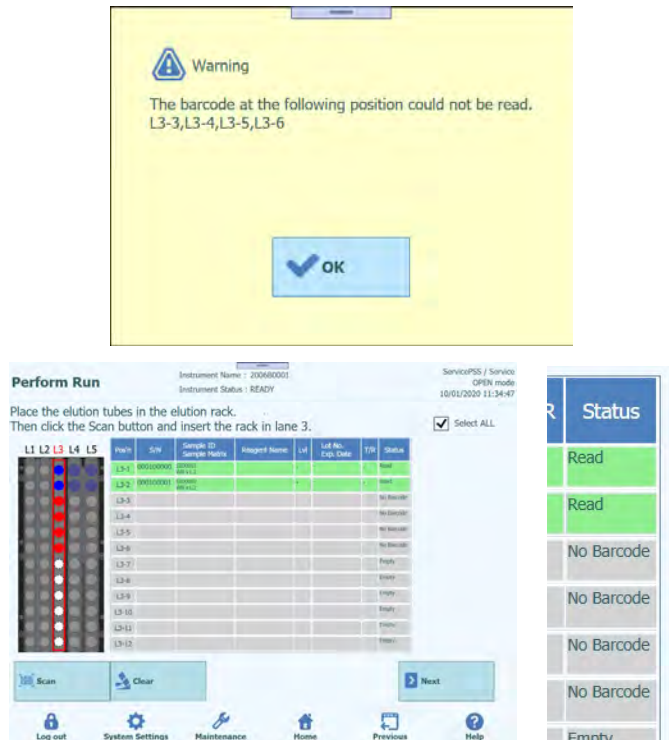 Warning
The barcode at the following position could not be read.
L3-3,L3-4,L3-5,L3-6
OK
Perform Run
Instrument Name : 2006B0001
Instrument Status : READY
ServicePSS / Service
OPEN mode
10/01/2020 11:34:47
Place the elution tubes in the elution rack.
Then click the Scan button and insert the rack in lane 3.
Select ALL
L1 L2 L3 L4 L5
Pos'n S/N Sample ID Sample Matrix Reagent Name Lvl Lot No. Exp. Date T/R Status
L3-1 Read
L3-2 Read
L3-3 No Barcode
L3-4 No Barcode
L3-5 No Barcode
L3-6 No Barcode
L3-7 Empty
L3-8 Empty
L3-9 Empty
L3-10 Empty
L3-11 Empty
L3-12 Empty
Scan
Clear
Next
Log out
System Settings
Maintenance
Home
Previous
Help
R Status
Read
Read
No Barcode
No Barcode
No Barcode
No Barcode
Empty